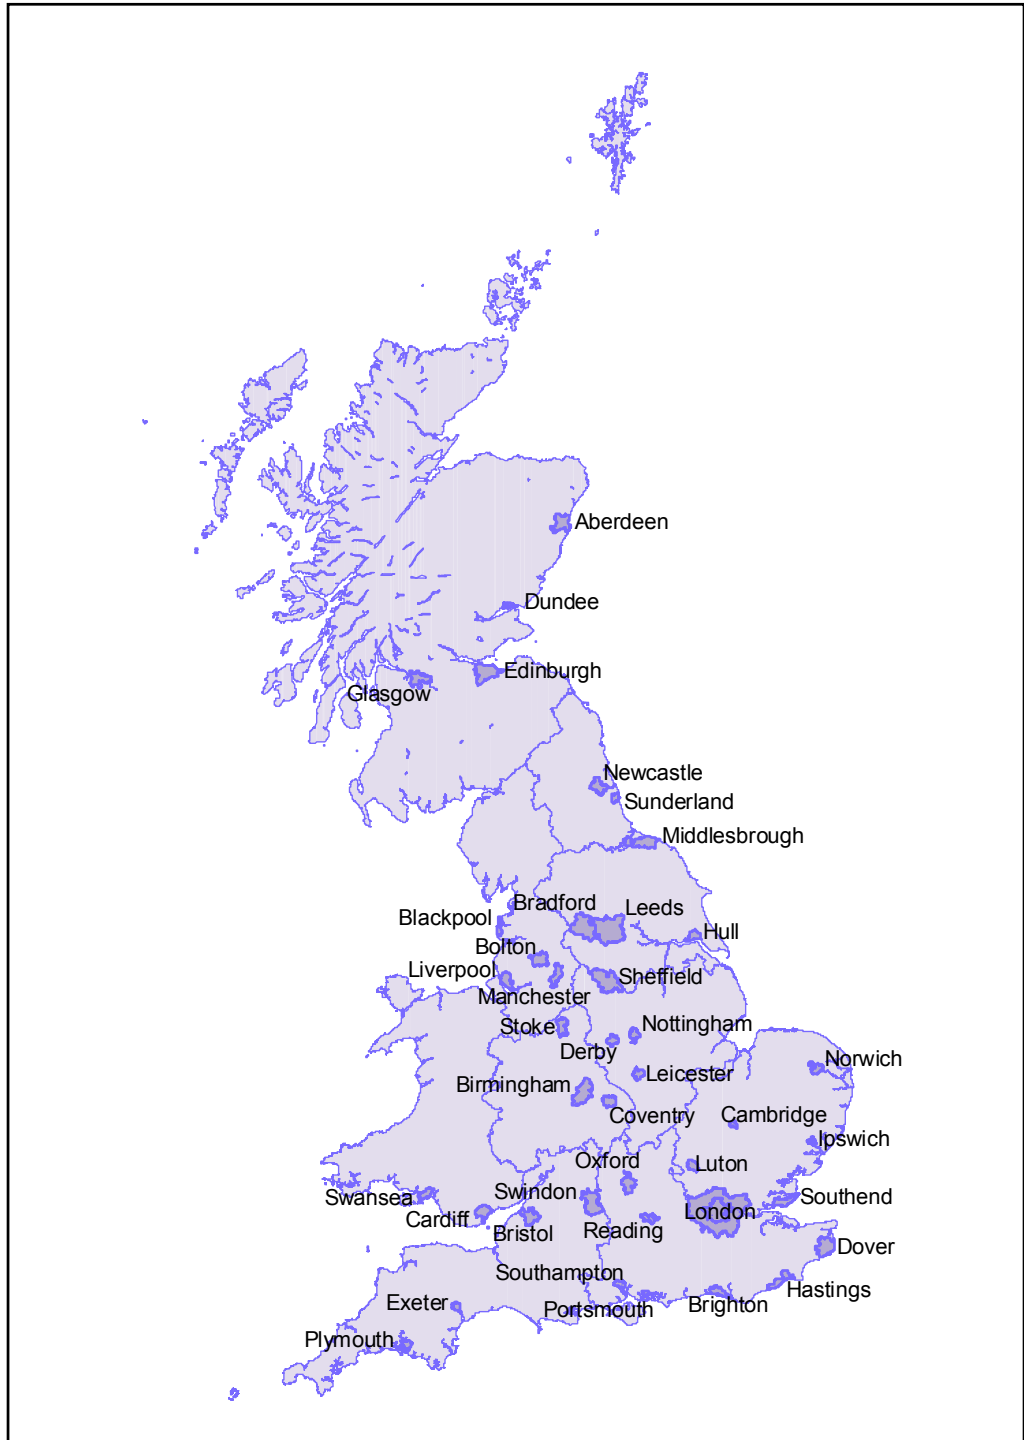 Aberdeen
Dundee
Edinburgh
Glasgow
Newcastle
Sunderland
Middlesbrough
Bradford
Leeds
Blackpool
Hull
Bolton
Liverpool
Sheffield
Manchester
Stoke
Nottingham
Derby
Norwich
Leicester
Birmingham
Coventry
Cambridge
Ipswich
Oxford
Luton
Swindon
Swansea
Southend
London
Cardiff
Bristol
Reading
Dover
Southampton
Hastings
Exeter
Portsmouth
Brighton
Plymouth